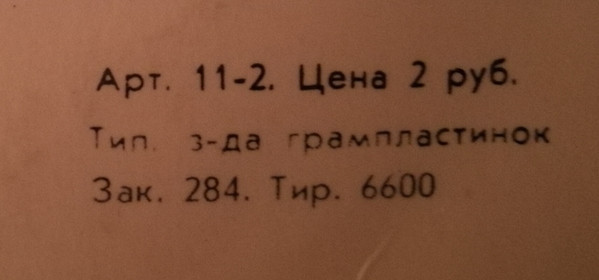 Арт. 11-2. Цена 2 руб.
Тип. з-да грампластинок
Зак. 284. Тир. 6600